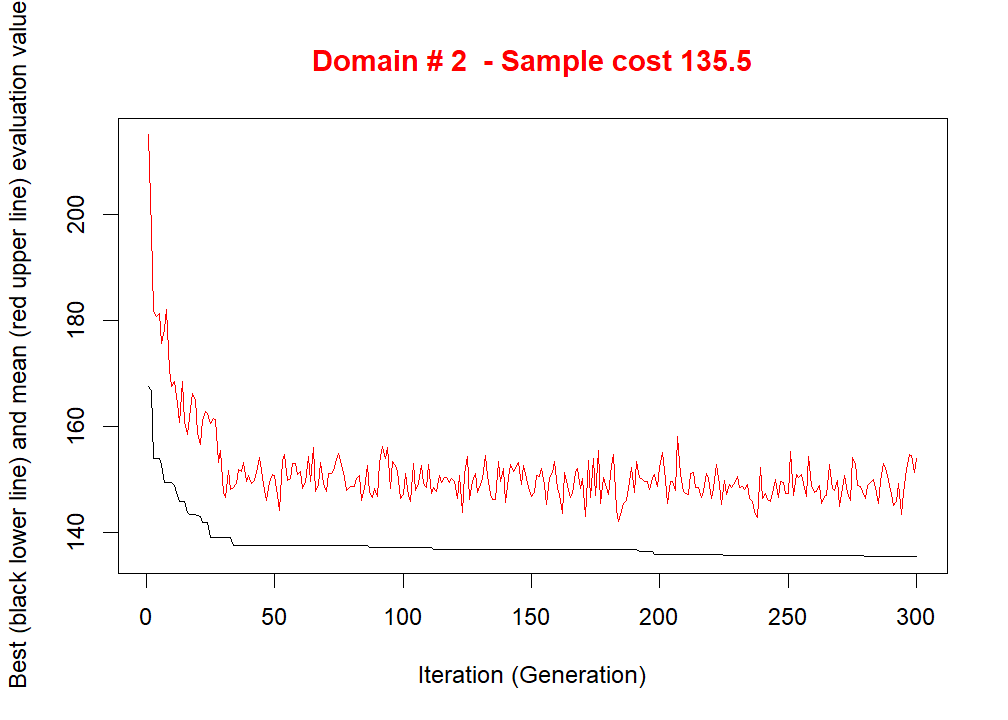 Domain # 2  - Sample cost 135.5
Best (black lower line) and mean (red upper line) evaluation value
200
180
160
140
0 50 100 150 200 250 300
Iteration (Generation)